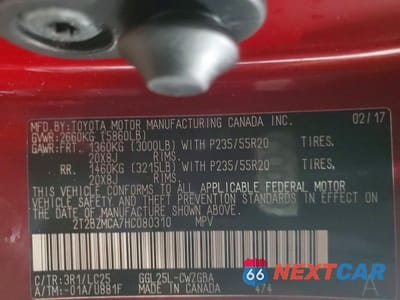 MFD.BY:TOYOTA MOTOR MANUFACTURING CANADA INC. 02/17
GVWR: 2660KG (5860LB)
GAWR:FRT. 1360KG (3000LB)WITH P235/55R20 TIRES,
20X8J RIMS,
RR. 1460KG (3215LB)WITH P235/55R20 TIRES,
20X8J RIMS,
THIS VEHICLE CONFORMS TO ALL APPLICABLE FEDERAL MOTOR
VEHICLE SAFETY AND THEFT PREVENTION STANDARDS IN EFFECT
ON THE DATE OF MANUFACTURE SHOWN ABOVE.
2T2BZMCA7HC080310 MPV
C/TR:3R1/LC25 GGL25L-CWZGBA
A/TM:-01A/U881F 474 A
66 NEXTCAR